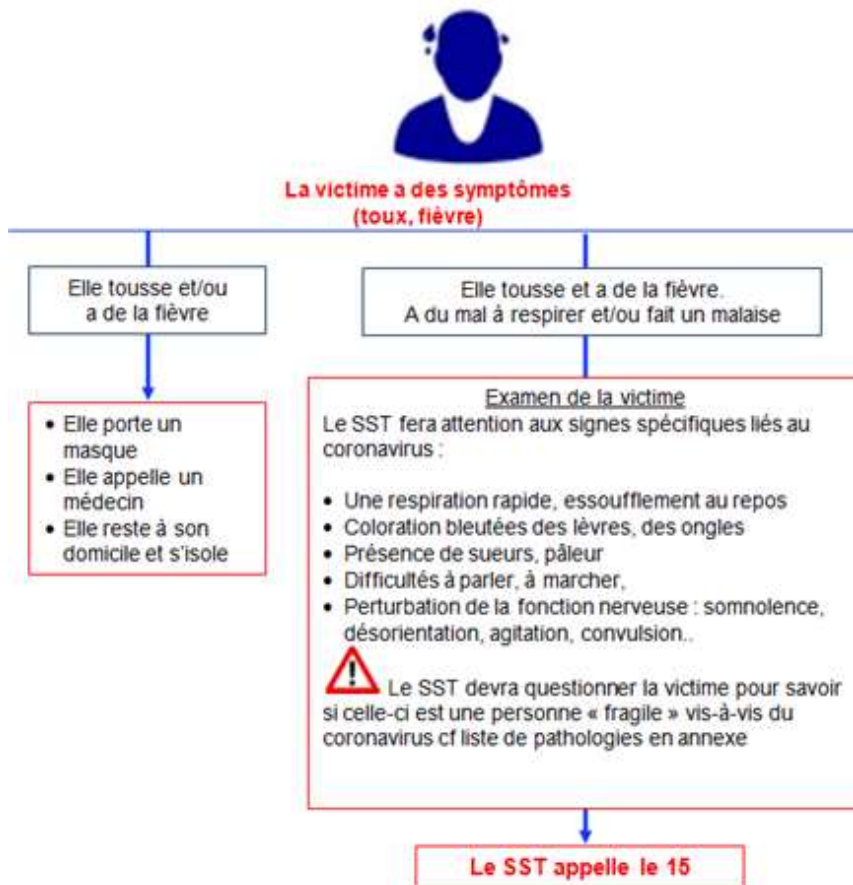 La victime a des symptômes
(toux, fièvre)
Elle tousse et/ou
a de la fièvre
• Elle porte un
masque
• Elle appelle un
médecin
• Elle reste à son
domicile et s'isole
Elle tousse et a de la fièvre.
A du mal à respirer et/ou fait un malaise
Examen de la victime
Le SST fera attention aux signes spécifiques liés au
coronavirus :
• Une respiration rapide, essoufflement au repos
• Coloration bleutées des lèvres, des ongles
• Présence de sueurs, pâleur
• Difficultés à parler, à marcher,
• Perturbation de la fonction nerveuse : somnolence,
désorientation, agitation, convulsion..
! Le SST devra questionner la victime pour savoir
si celle-ci est une personne « fragile » vis-à-vis du
coronavirus cf liste de pathologies en annexe
Le SST appelle le 15